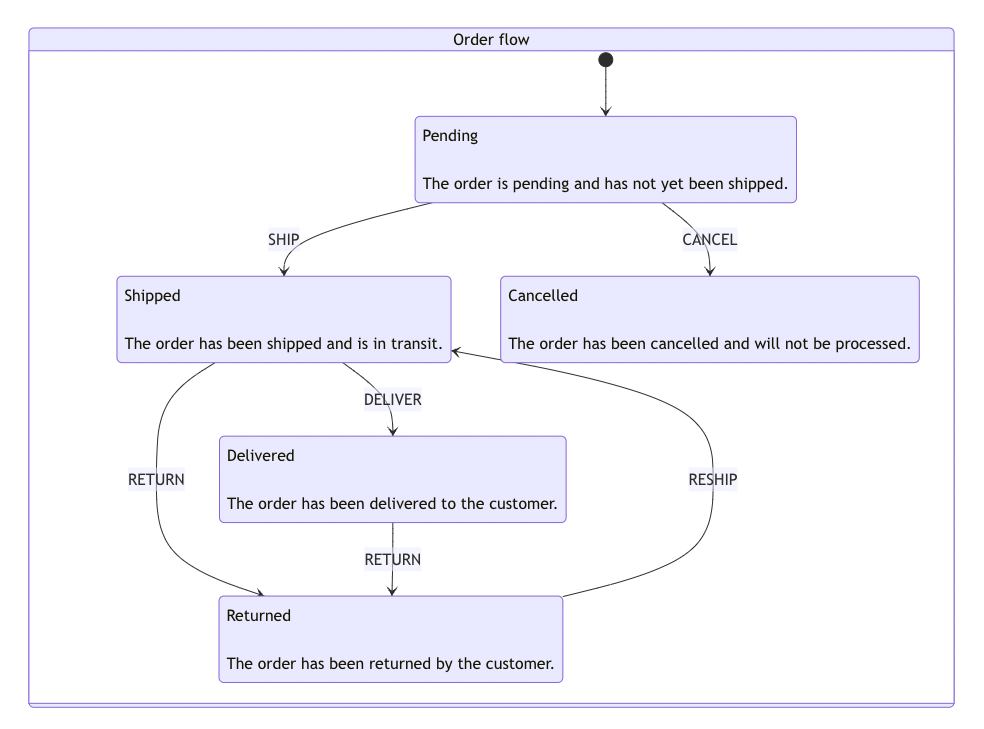 Order flow
Pending
The order is pending and has not yet been shipped.
SHIP
CANCEL
Shipped
The order has been shipped and is in transit.
Cancelled
The order has been cancelled and will not be processed.
DELIVER
Delivered
The order has been delivered to the customer.
RETURN
RESHIP
RETURN
Returned
The order has been returned by the customer.